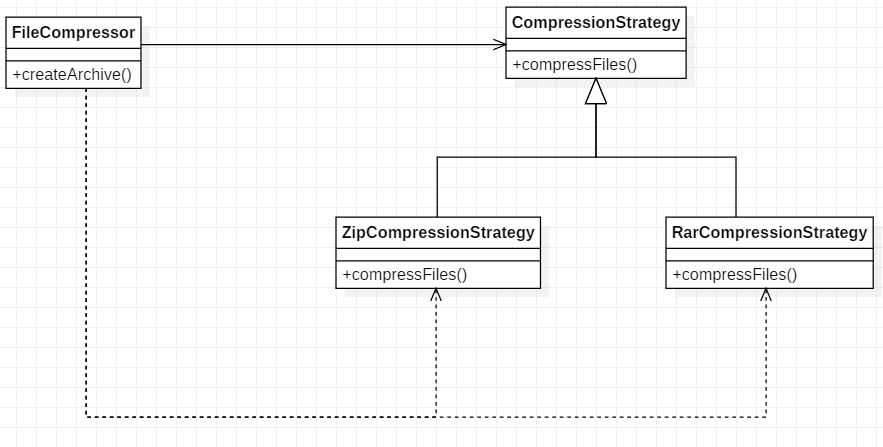 FileCompressor
+createArchive()
CompressionStrategy
+compressFiles()
ZipCompressionStrategy
+compressFiles()
RarCompressionStrategy
+compressFiles()